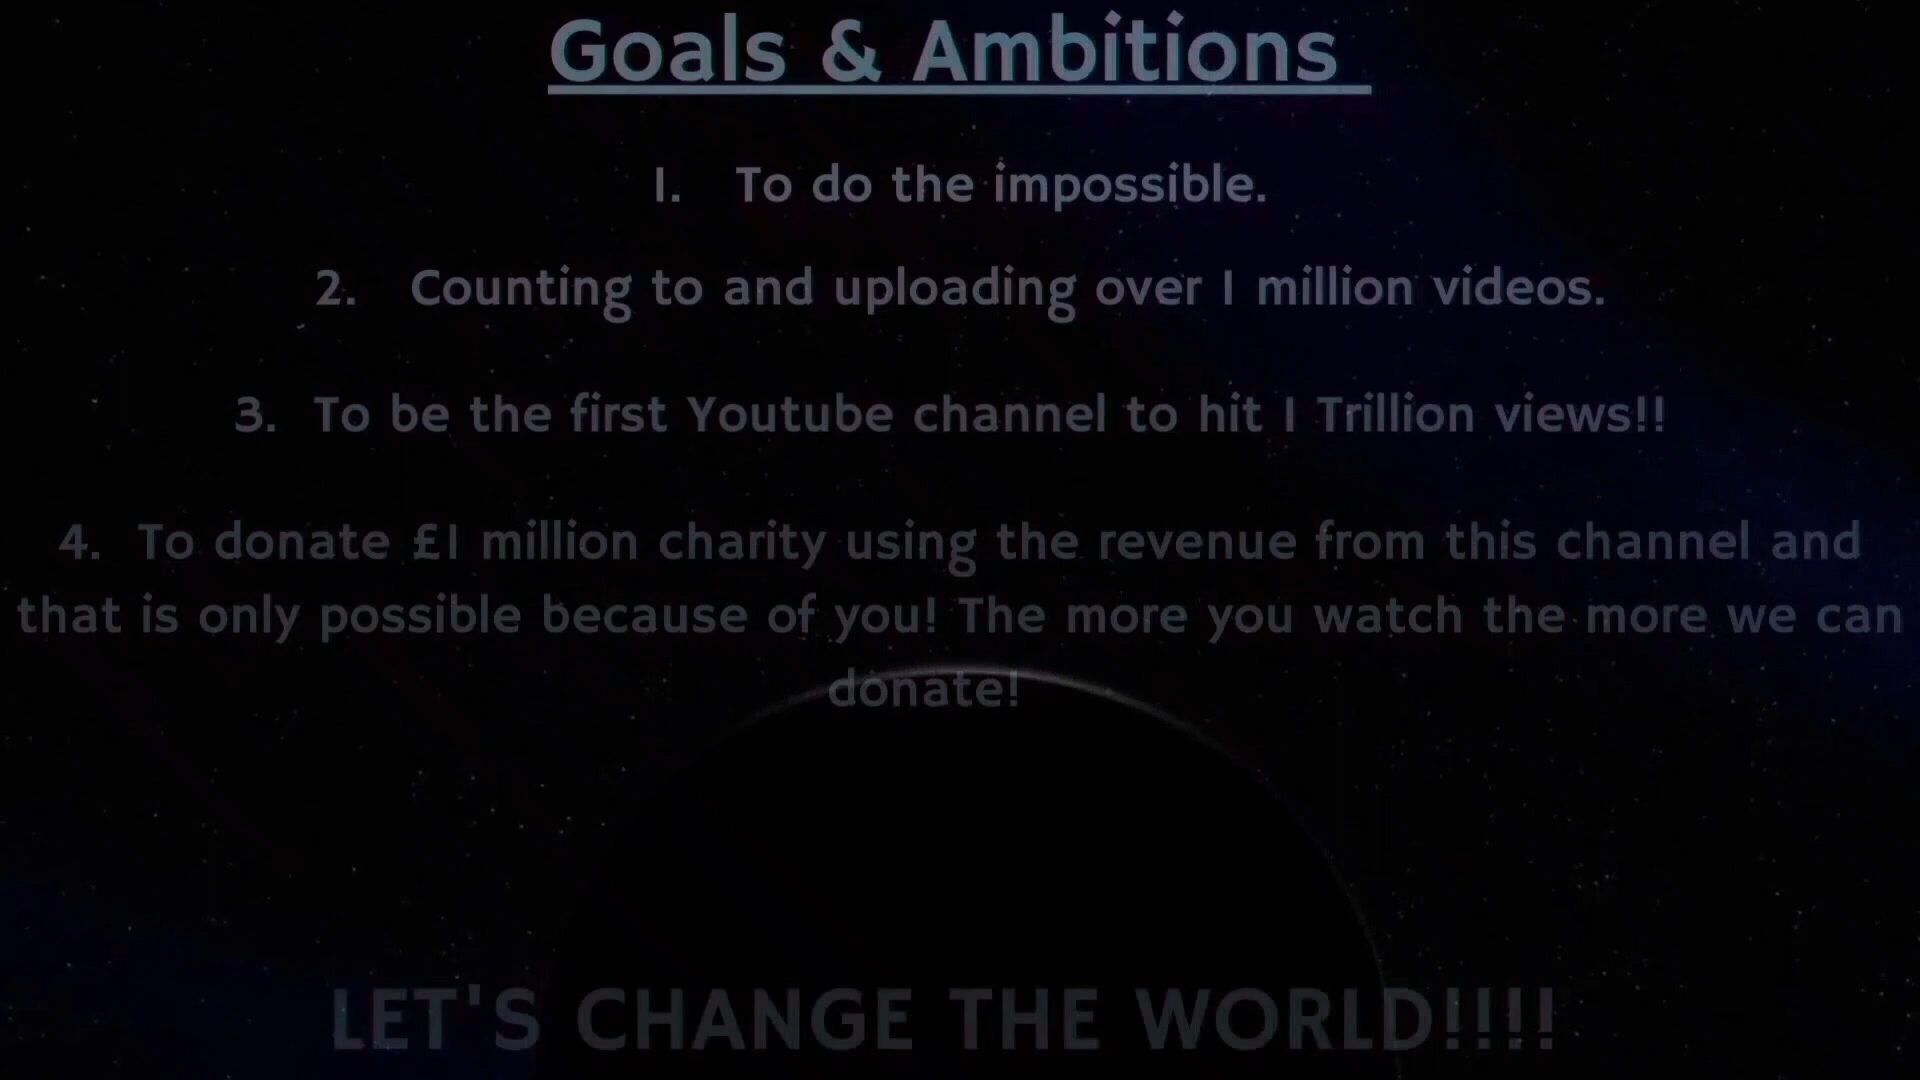 Goals & Ambitions
1. To do the impossible.
2. Counting to and uploading over 1 million videos.
3. To be the first Youtube channel to hit 1 Trillion views!!
4. To donate £1 million charity using the revenue from this channel and
that is only possible because of you! The more you watch the more we can
donate!
LET'S CHANGE THE WORLD!!!!